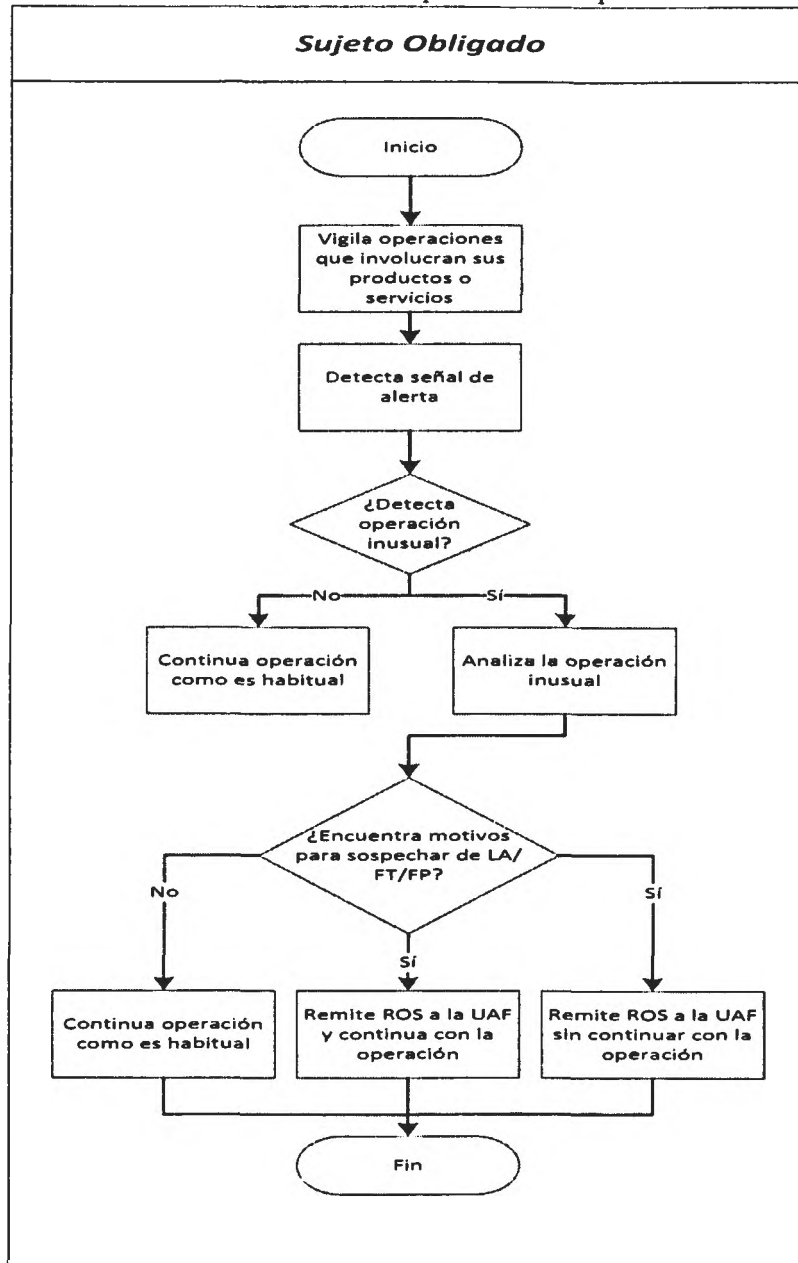 Sujeto Obligado
Inicio
Vigila operaciones
que involucran sus
productos o
servicios
Detecta señal de
alerta
¿Detecta
operación
inusual?
No
Sí
Continua operación
como es habitual
Analiza la operación
inusual
¿Encuentra motivos
para sospechar de LA/
FT/FP?
No
Sí
Sí
Continua operación
como es habitual
Remite ROS a la UAF
y continua con la
operación
Remite ROS a la UAF
sin continuar con la
operación
Fin